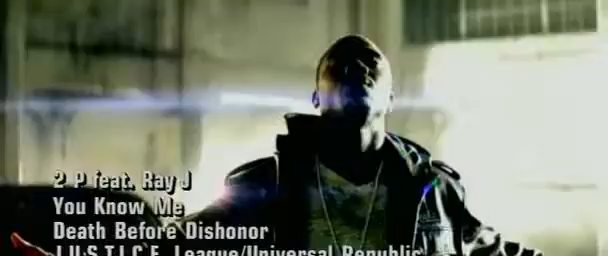 2 P feat. Ray J
You Know Me
Death Before Dishonor
J.U.S.T.I.C.E. League/Universal Republic